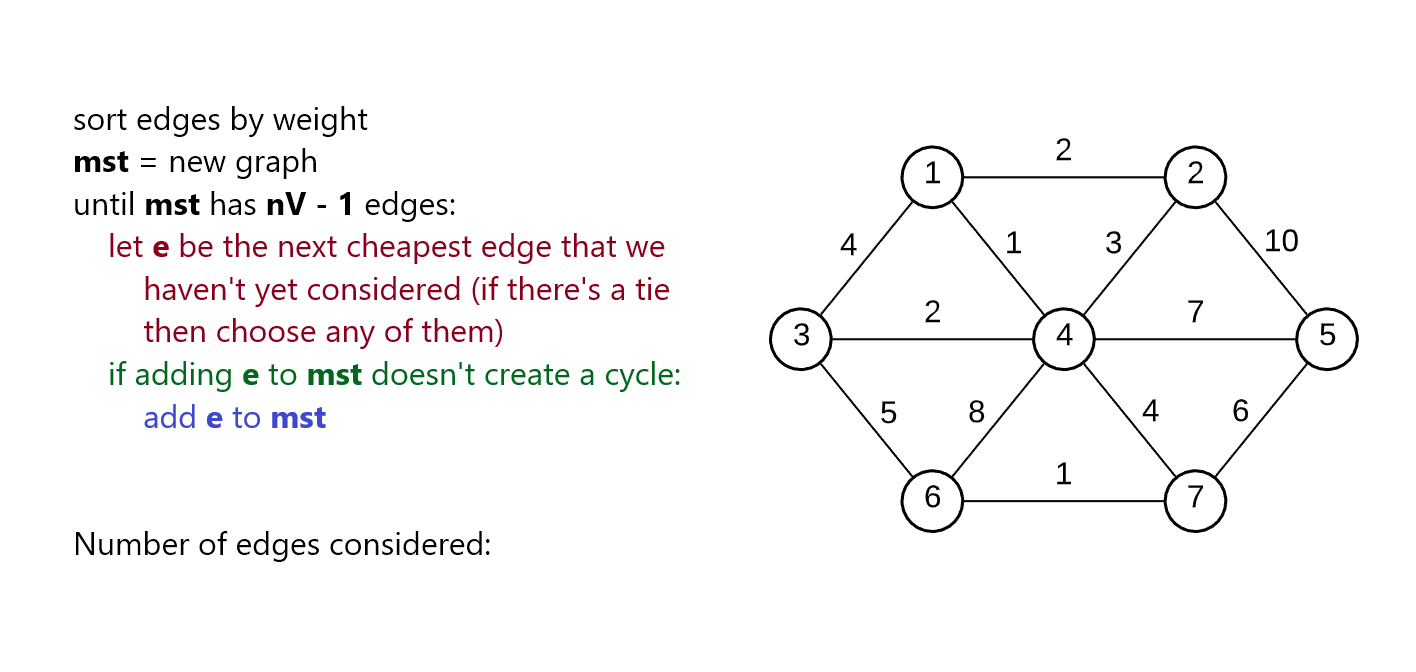 sort edges by weight
mst = new graph
until mst has nV - 1 edges:
let e be the next cheapest edge that we
haven't yet considered (if there's a tie
then choose any of them)
if adding e to mst doesn't create a cycle:
add e to mst
Number of edges considered:
2
1 2
4 1 3 10
2 7
3 4 5
5 8 4 6
1
6 7